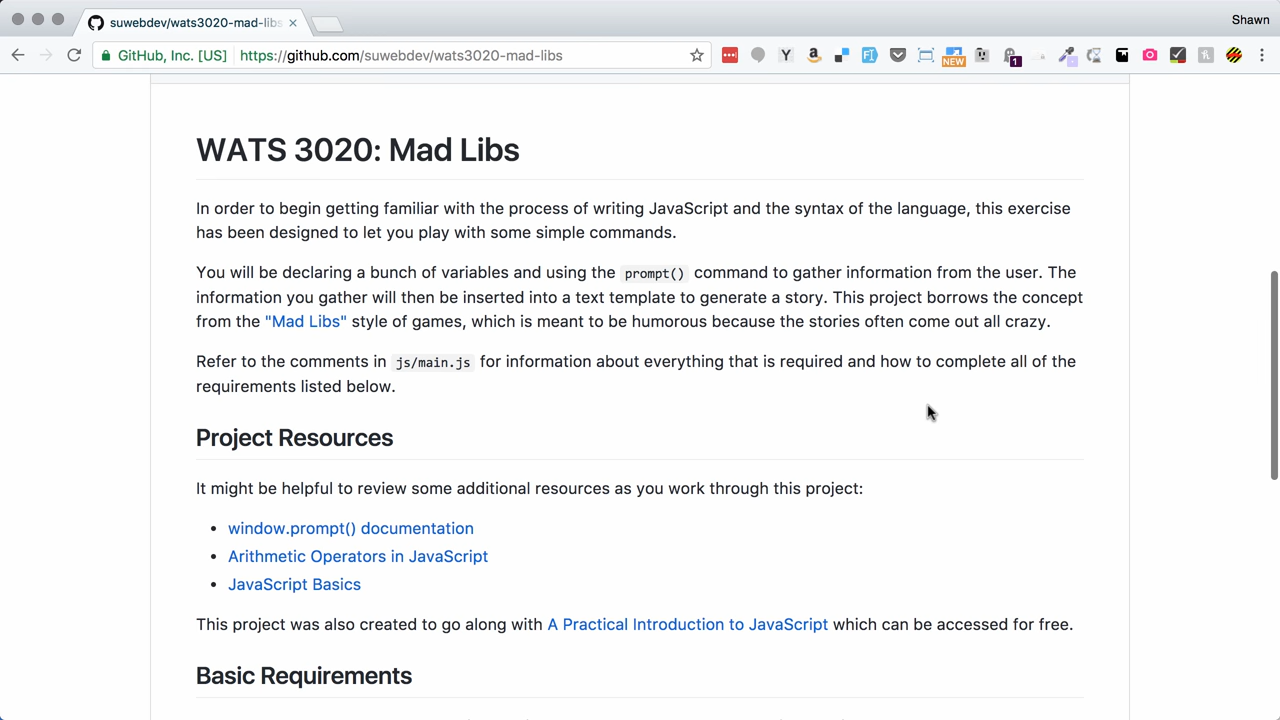 suwebdev/wats3020-mad-libs
Shawn
GitHub, Inc. [US]
https://github.com/suwebdev/wats3020-mad-libs
NEW
1
WATS 3020: Mad Libs
In order to begin getting familiar with the process of writing JavaScript and the syntax of the language, this exercise
has been designed to let you play with some simple commands.
You will be declaring a bunch of variables and using the prompt() command to gather information from the user. The
information you gather will then be inserted into a text template to generate a story. This project borrows the concept
from the "Mad Libs" style of games, which is meant to be humorous because the stories often come out all crazy.
Refer to the comments in js/main.js for information about everything that is required and how to complete all of the
requirements listed below.
Project Resources
It might be helpful to review some additional resources as you work through this project:
• window.prompt() documentation
• Arithmetic Operators in JavaScript
• JavaScript Basics
This project was also created to go along with A Practical Introduction to JavaScript which can be accessed for free.
Basic Requirements